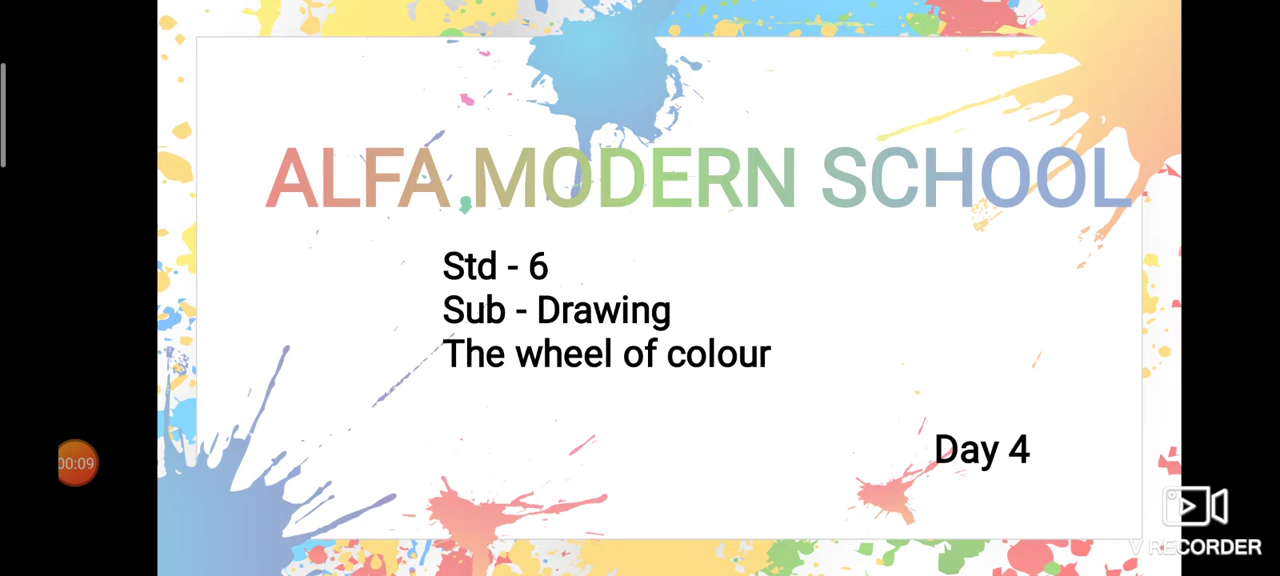 ALFA MODERN SCHOOL
Std - 6
Sub - Drawing
The wheel of colour
Day 4
00:09
V RECORDER